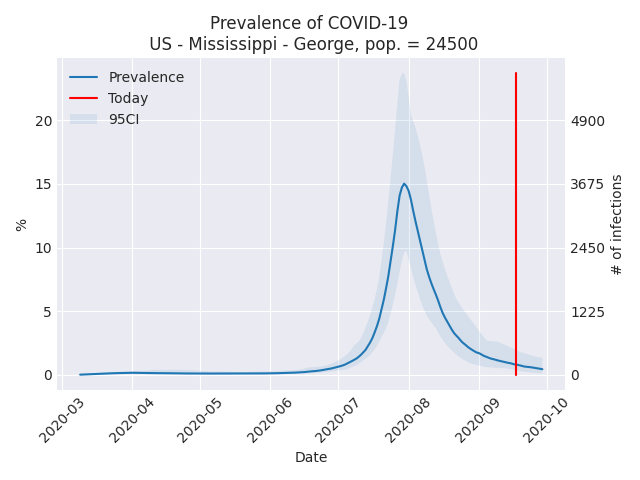 Prevalence of COVID-19
US - Mississippi - George, pop. = 24500
Prevalence
Today
95CI
20
15
10
5
0
%
4900
3675
2450
1225
0
# of infections
2020-03
2020-04
2020-05
2020-06
2020-07
2020-08
2020-09
2020-10
Date